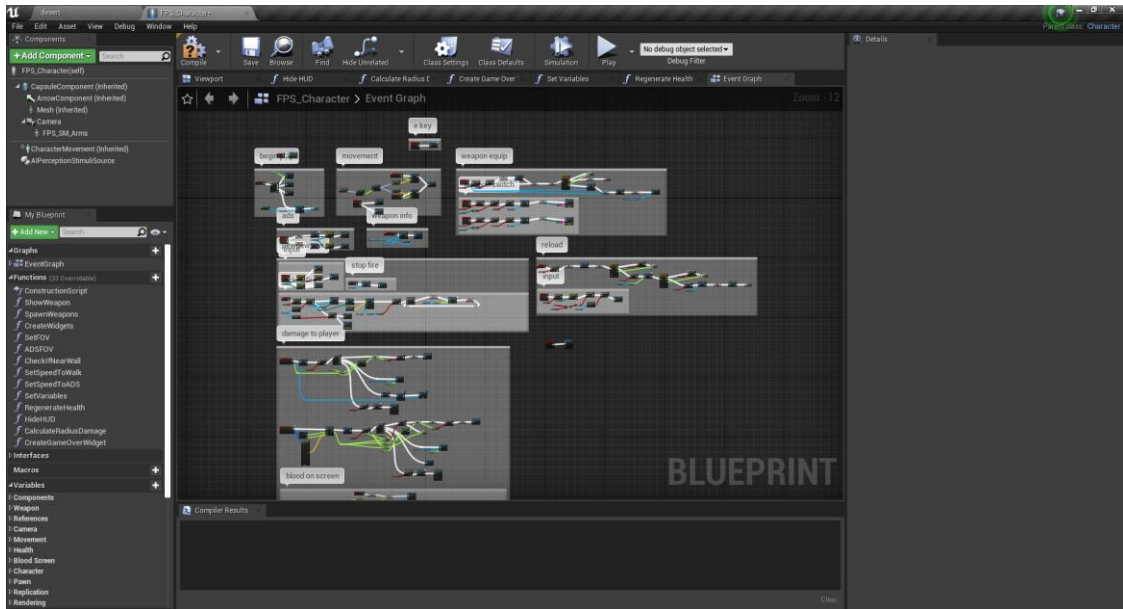 desert
FPS_Character*
File Edit Asset View Debug Window Help
Parent class: Character
Components
+ Add Component
Search
FPS_Character(self)
CapsuleComponent (Inherited)
ArrowComponent (Inherited)
Mesh (Inherited)
Camera
FPS_SM_Arms
CharacterMovement (Inherited)
AIPerceptionStimuliSource
My Blueprint
+ Add New
Search
Graphs
EventGraph
Functions (33 Overridable)
ConstructionScript
ShowWeapon
SpawnWeapons
CreateWidgets
SetFOV
ADSFOV
CheckIfNearWall
SetSpeedToWalk
SetSpeedToADS
SetVariables
RegenerateHealth
HideHUD
CalculateRadiusDamage
CreateGameOverWidget
Interfaces
Macros
Variables
Components
Weapon
References
Camera
Movement
Health
Blood Screen
Character
Pawn
Replication
Rendering
Compile Save Browse Find Hide Unrelated Class Settings Class Defaults Simulation Play
No debug object selected
Debug Filter
Viewport Hide HUD Calculate Radius Create Game Over Set Variables Regenerate Health Event Graph
FPS_Character > Event Graph
Zoom -12
e key
movement
weapon equip
switch
ads
weapon info
input
stop fire
reload
input
damage to player
blood on screen
BLUEPRINT
Compiler Results
Clear
Details